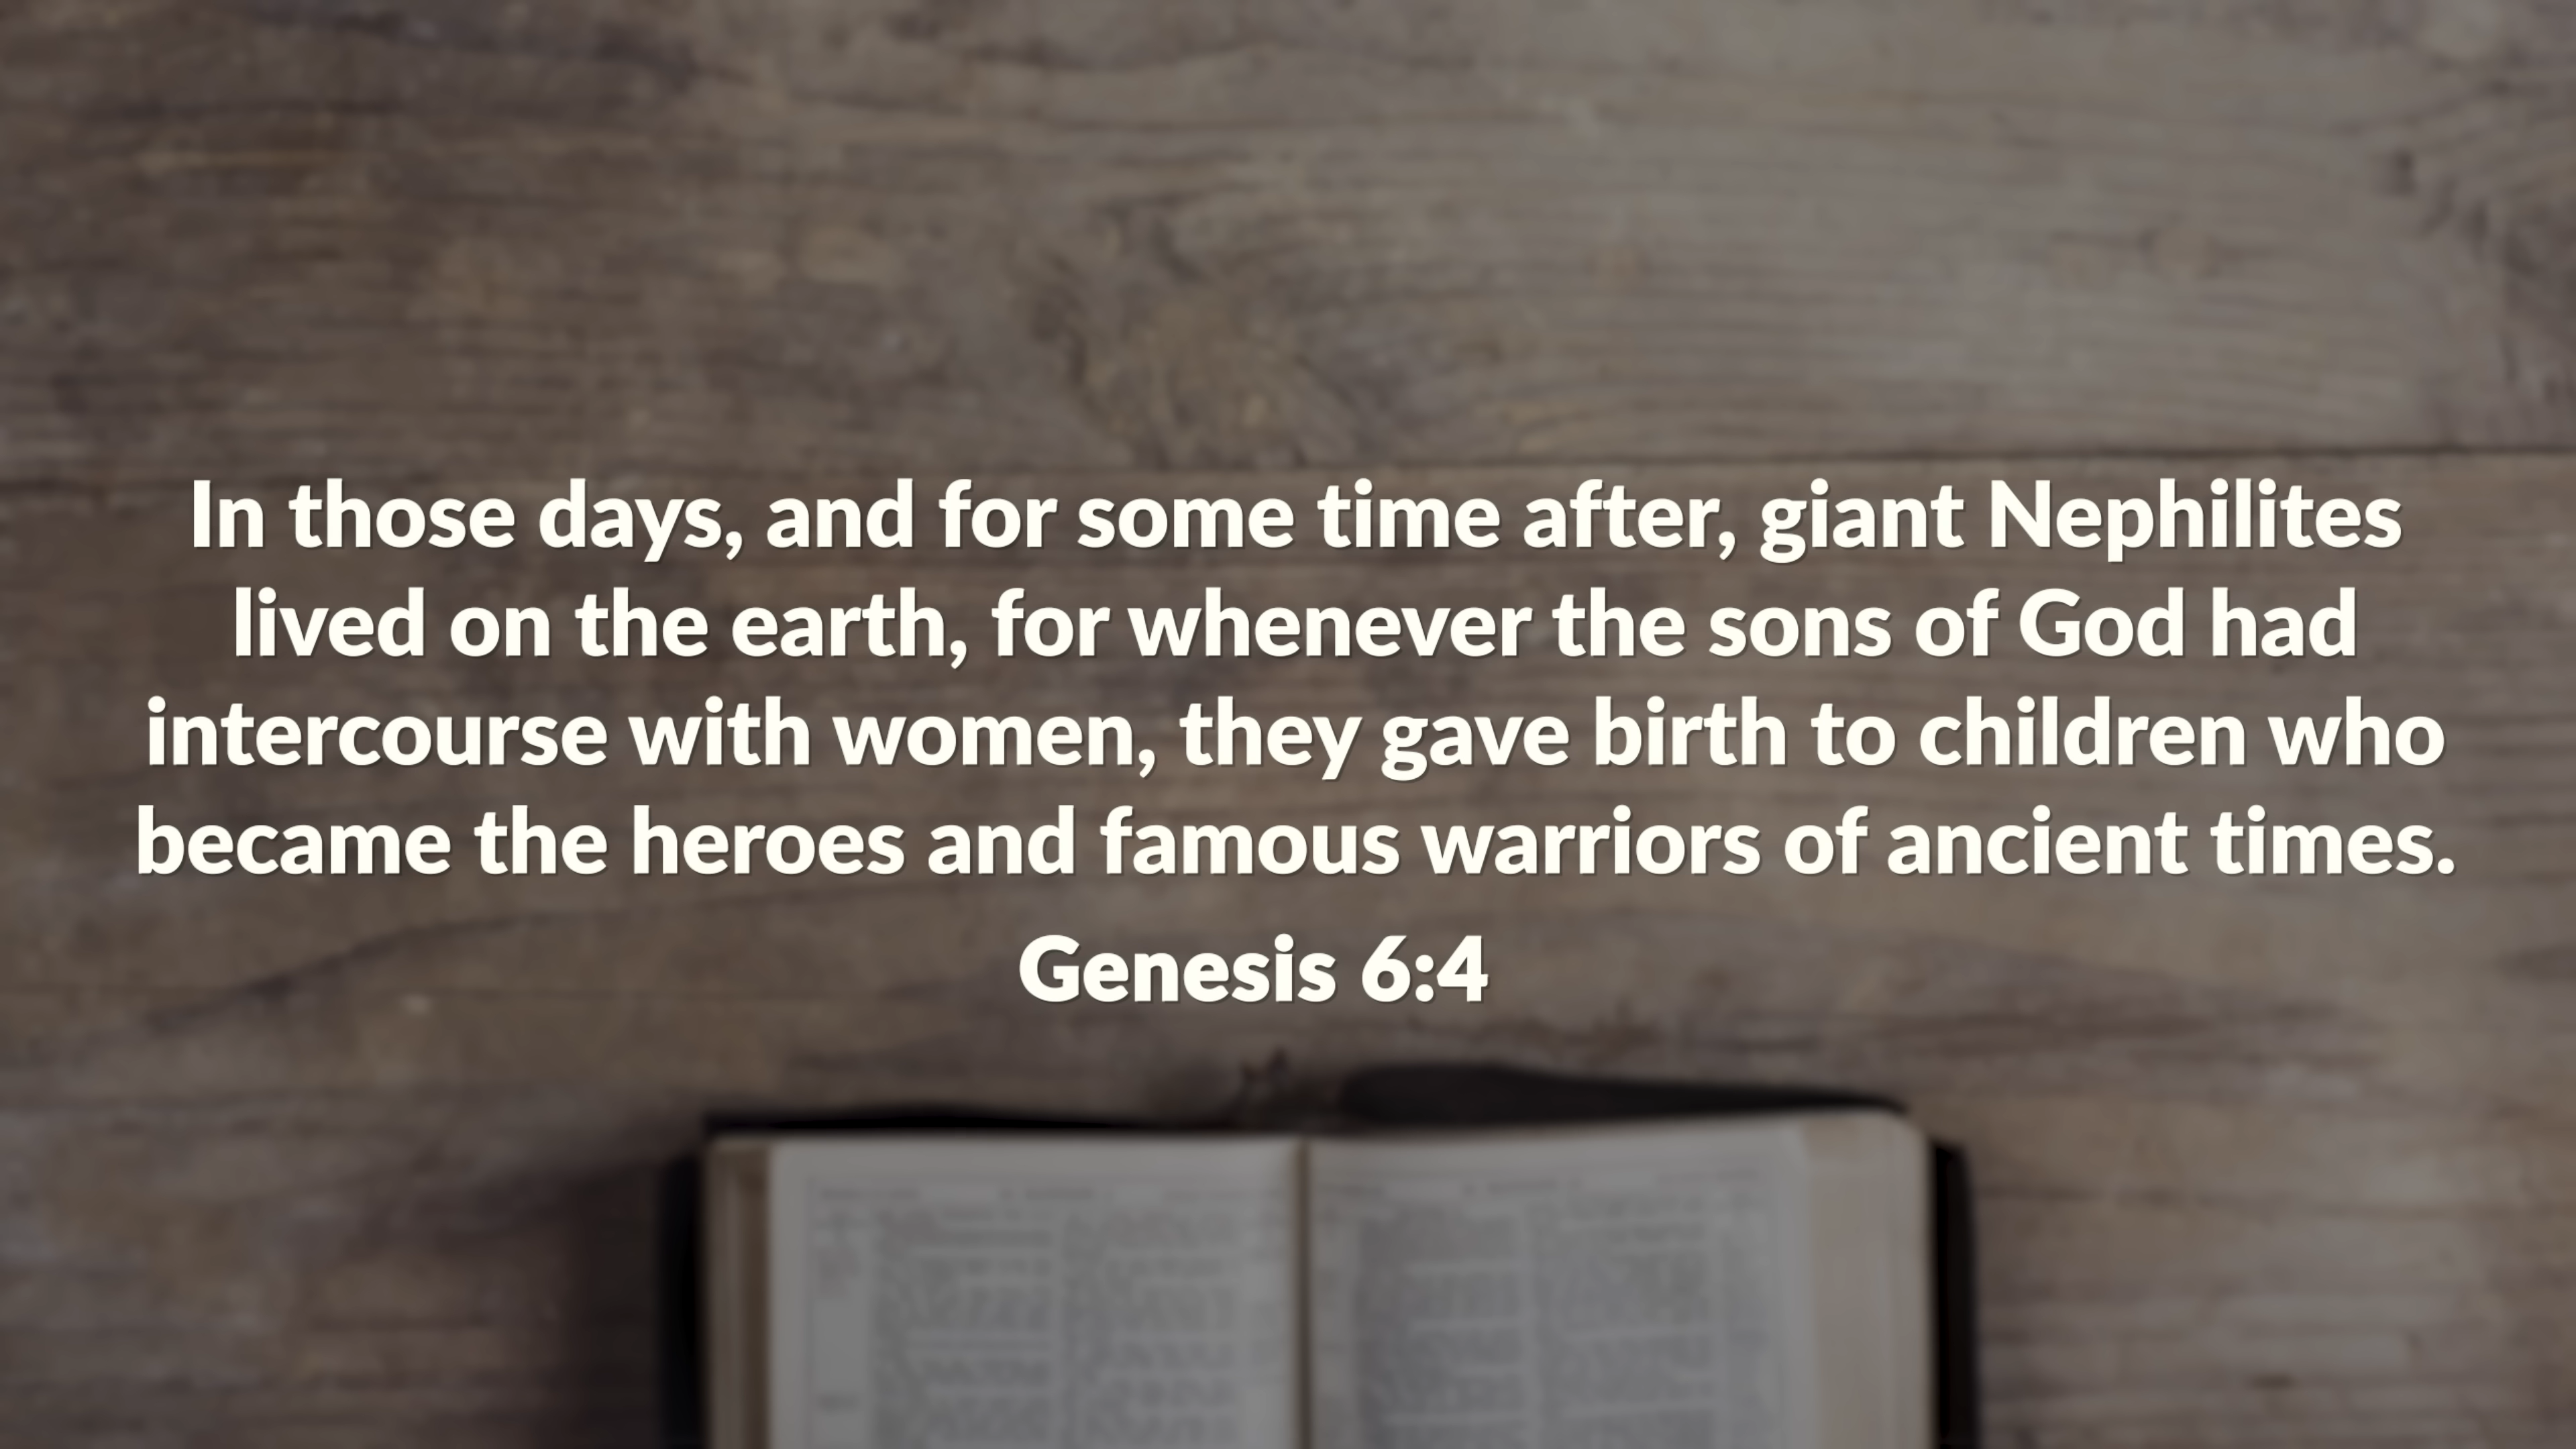 In those days, and for some time after, giant Nephilites
lived on the earth, for whenever the sons of God had
intercourse with women, they gave birth to children who
became the heroes and famous warriors of ancient times.
Genesis 6:4